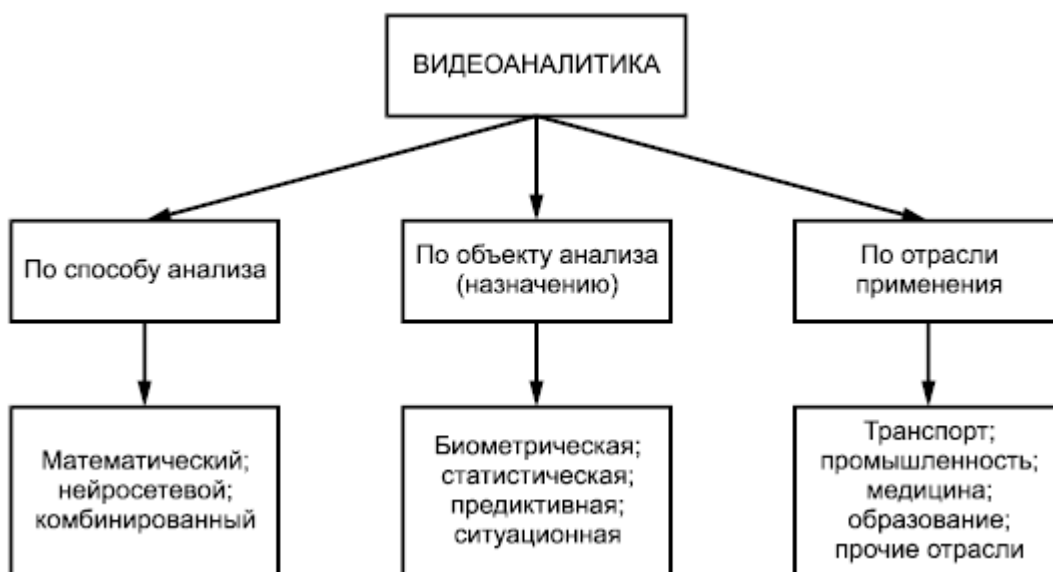 ВИДЕОАНАЛИТИКА
По способу анализа
По объекту анализа
(назначению)
По отрасли
применения
Математический;
нейросетевой;
комбинированный
Биометрическая;
статистическая;
предиктивная;
ситуационная
Транспорт;
промышленность;
медицина;
образование;
прочие отрасли